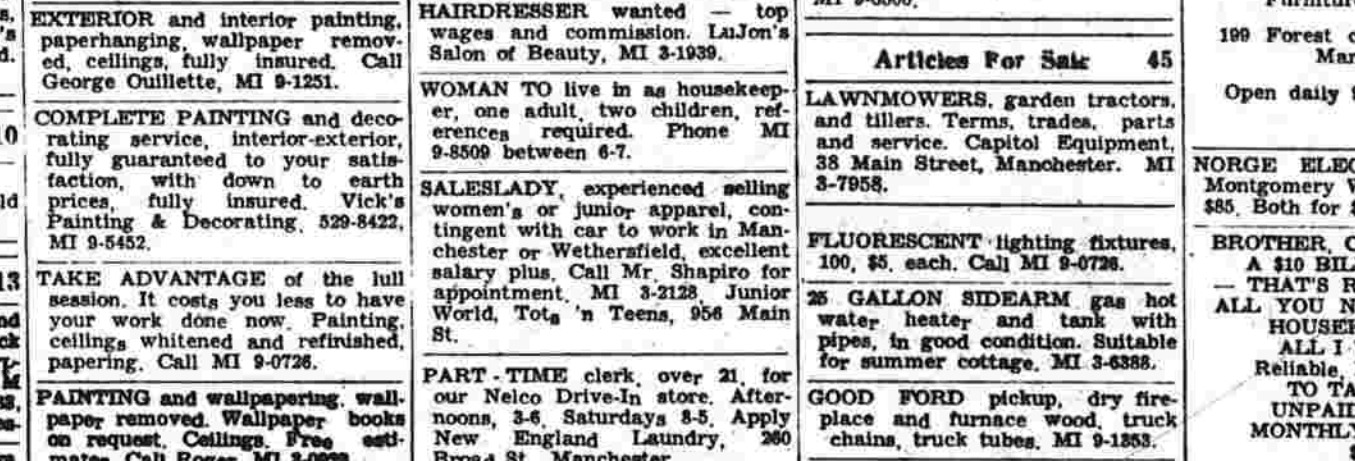 EXTERIOR and interior painting,
paperhanging, wallpaper remov-
ed, ceilings, fully insured. Call
George Ouillette, MI 9-1251.
COMPLETE PAINTING and deco-
rating service, interior-exterior,
fully guaranteed to your satis-
faction, with down to earth
prices, fully insured. Vick's
Painting & Decorating. 529-8422,
MI 9-5452.
TAKE ADVANTAGE of the lull
session. It costs you less to have
your work done now. Painting,
ceilings whitened and refinished,
papering. Call MI 9-0726.
PAINTING and wallpapering, wall-
paper removed. Wallpaper books
on request. Ceilings. Free esti-
mates. Call Roger
HAIRDRESSER wanted — top
wages and commission. LuJon's
Salon of Beauty, MI 3-1939.
WOMAN TO live in as housekeep-
er, one adult, two children, ref-
erences required. Phone MI
9-8509 between 6-7.
SALESLADY, experienced selling
women's or junior apparel, con-
tingent with car to work in Man-
chester or Wethersfield, excellent
salary plus. Call Mr. Shapiro for
appointment. MI 3-2128, Junior
World, Tots 'n Teens, 956 Main
St.
PART-TIME clerk, over 21, for
our Nelco Drive-In store. After-
noons, 3-6, Saturdays 8-5. Apply
New England Laundry, 260
Broad St., Manchester.
Articles For Sale 45
LAWNMOWERS, garden tractors,
and tillers. Terms, trades, parts
and service. Capitol Equipment,
38 Main Street, Manchester. MI
3-7958.
FLUORESCENT lighting fixtures,
100, $5. each. Call MI 9-0726.
25 GALLON SIDEARM gas hot
water heater and tank with
pipes, in good condition. Suitable
for summer cottage. MI 3-6388.
GOOD FORD pickup, dry fire-
place and furnace wood, truck
chains, truck tubes. MI 9-1353.
199 Forest
Open daily
NORGE
Montgomery
$85. Both for
BROTHER,
A $10
— THAT'S
ALL YOU
ALL I
Reliable,
TO
MONTHLY